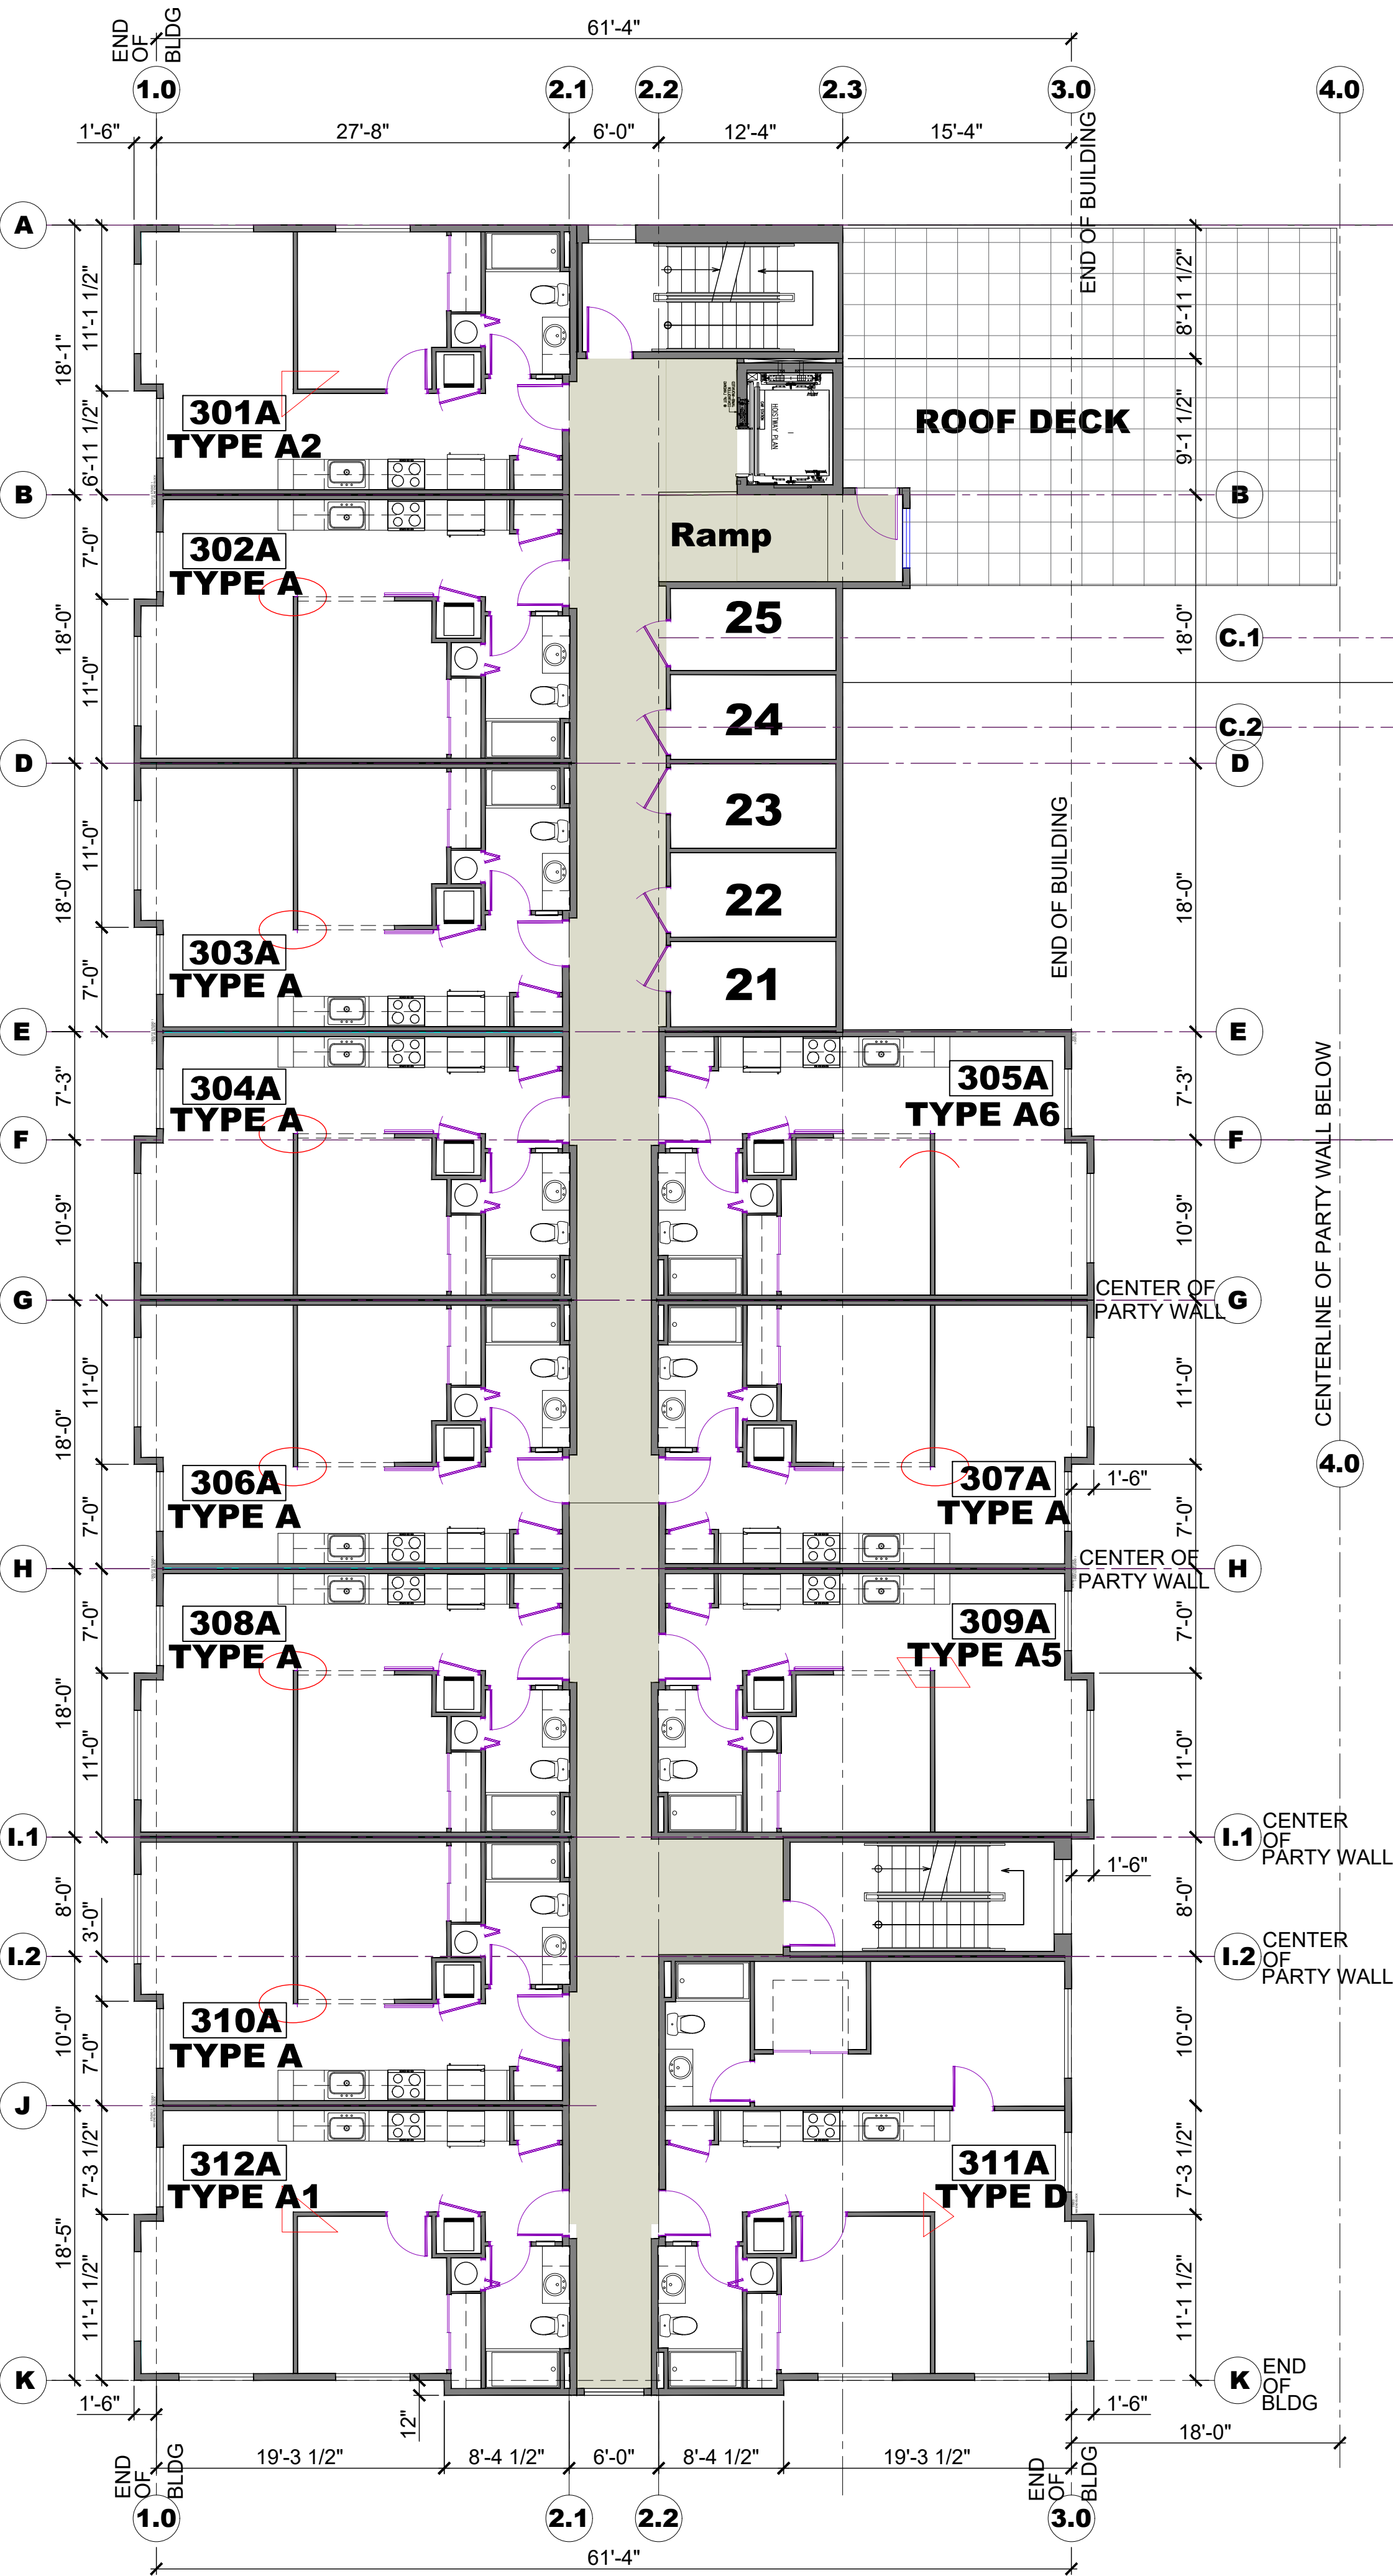 61'-4"
END
OF
BLDG
1.0
2.1
2.2
2.3
3.0
4.0
1'-6"
27'-8"
6'-0"
12'-4"
15'-4"
END OF BUILDING
A
18'-1"
11'-1 1/2"
6'-11 1/2"
8'-11 1/2"
9'-1 1/2"
HOISTWAY PLAN
ROOF DECK
301A
TYPE A2
B
B
Ramp
302A
TYPE A
7'-0"
18'-0"
11'-0"
25
18'-0"
C.1
24
C.2
D
D
23
11'-0"
18'-0"
7'-0"
22
END OF BUILDING
18'-0"
303A
TYPE A
21
E
E
304A
TYPE A
305A
TYPE A6
7'-3"
7'-3"
F
F
10'-9"
10'-9"
CENTERLINE OF PARTY WALL BELOW
G
CENTER OF
PARTY WALL
G
11'-0"
18'-0"
7'-0"
11'-0"
4.0
306A
TYPE A
307A
TYPE A
1'-6"
7'-0"
H
CENTER OF
PARTY WALL
H
308A
TYPE A
309A
TYPE A5
7'-0"
18'-0"
11'-0"
7'-0"
11'-0"
I.1
I.1
CENTER
OF
PARTY WALL
1'-6"
8'-0"
3'-0"
8'-0"
I.2
I.2
CENTER
OF
PARTY WALL
310A
TYPE A
10'-0"
7'-0"
10'-0"
J
312A
TYPE A1
311A
TYPE D
7'-3 1/2"
18'-5"
11'-1 1/2"
7'-3 1/2"
11'-1 1/2"
K
K
END
OF
BLDG
1'-6"
12"
1'-6"
18'-0"
END
OF
BLDG
19'-3 1/2"
8'-4 1/2"
6'-0"
8'-4 1/2"
19'-3 1/2"
END
OF
BLDG
1.0
2.1
2.2
3.0
61'-4"